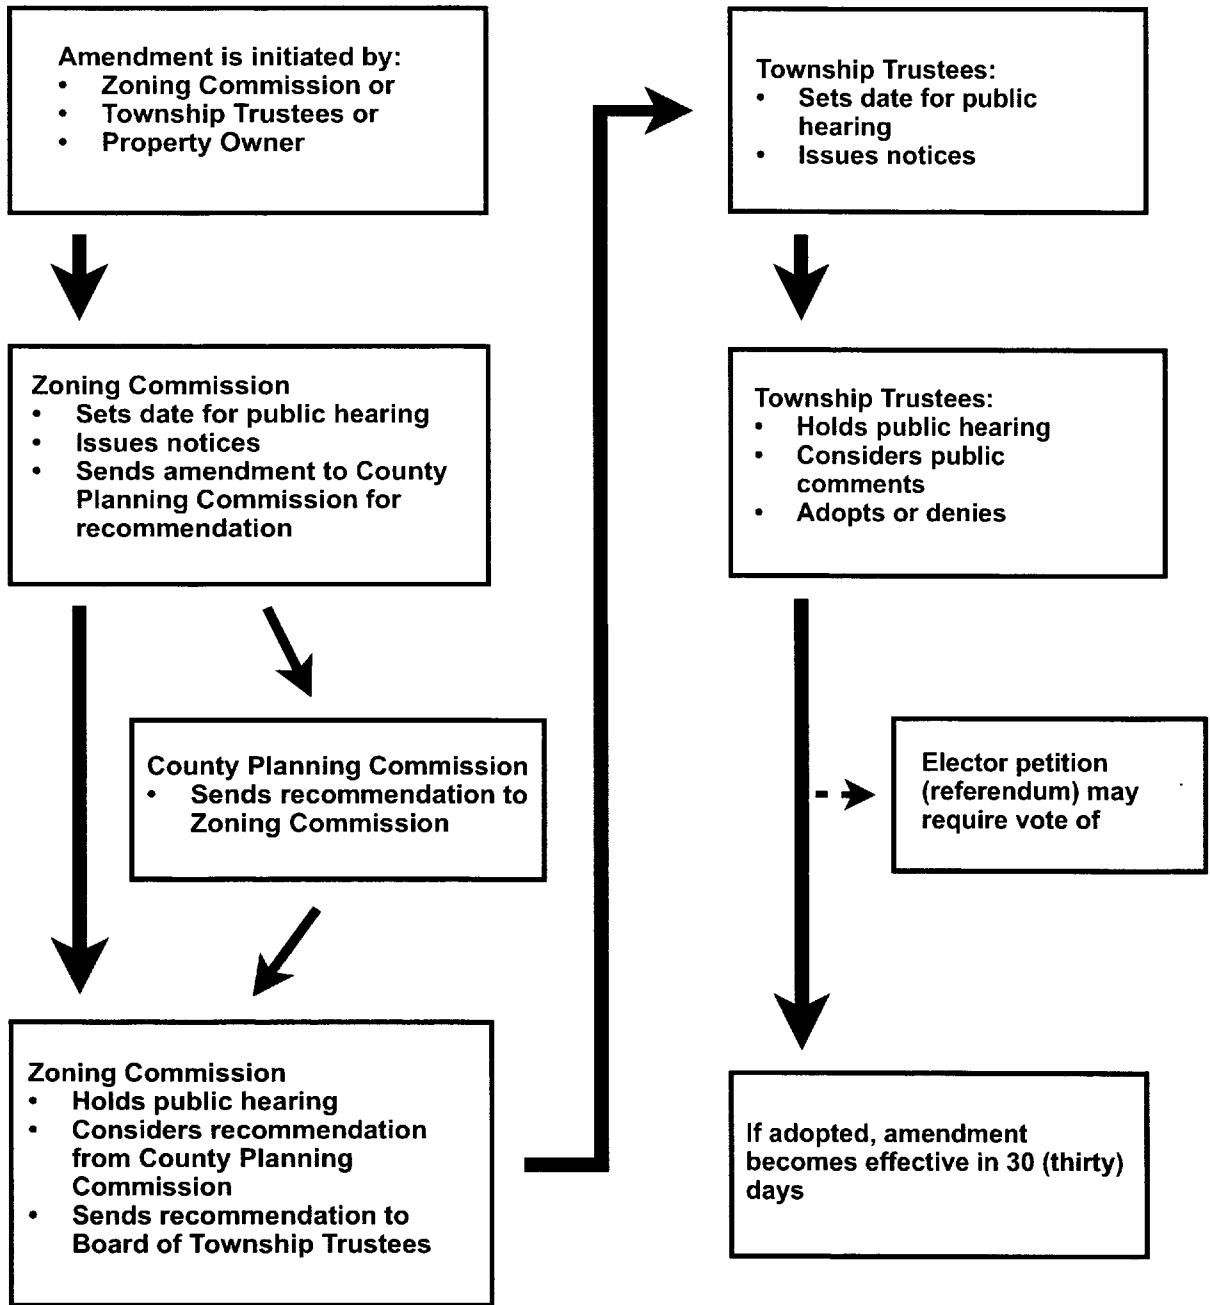 Amendment is initiated by:
• Zoning Commission or
• Township Trustees or
• Property Owner
Zoning Commission
• Sets date for public hearing
• Issues notices
• Sends amendment to County
Planning Commission for
recommendation
County Planning Commission
• Sends recommendation to
Zoning Commission
Zoning Commission
• Holds public hearing
• Considers recommendation
from County Planning
Commission
• Sends recommendation to
Board of Township Trustees
Township Trustees:
• Sets date for public
hearing
• Issues notices
Township Trustees:
• Holds public hearing
• Considers public
comments
• Adopts or denies
Elector petition
(referendum) may
require vote of
If adopted, amendment
becomes effective in 30 (thirty)
days